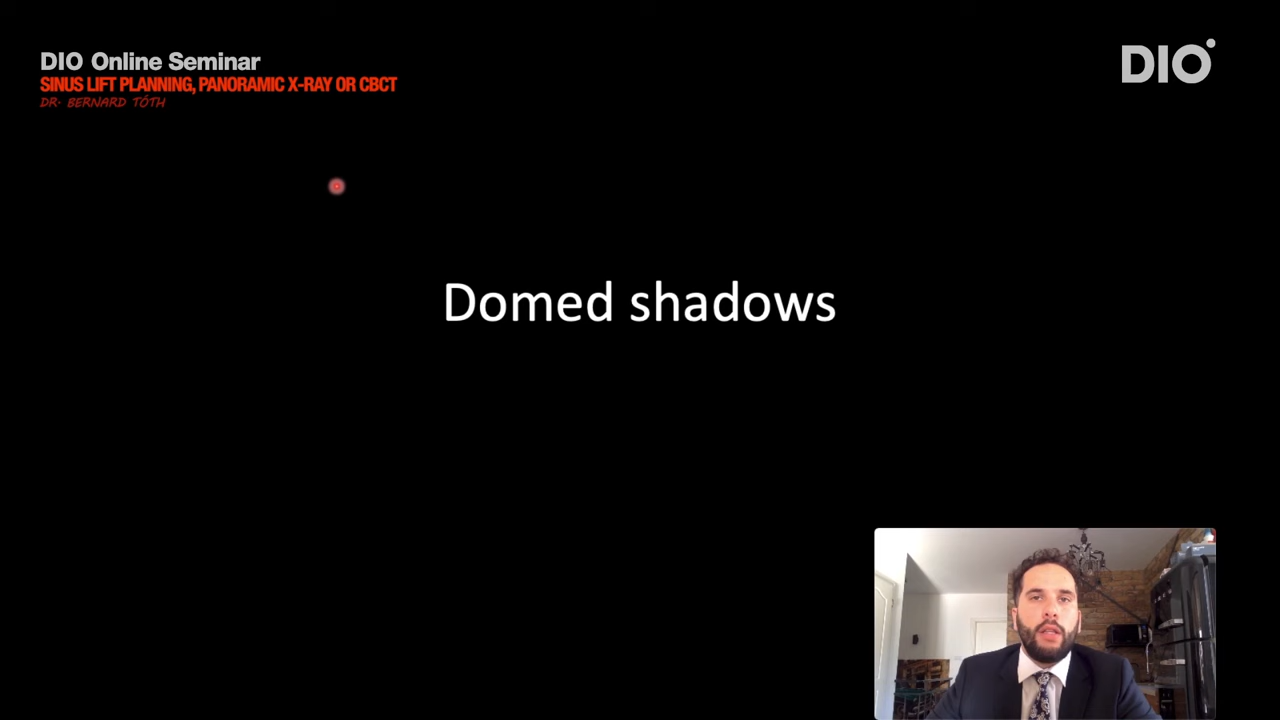 DIO Online Seminar
SINUS LIFT PLANNING, PANORAMIC X-RAY OR CBCT
DR. BERNARD TÓTH
DIO
Domed shadows